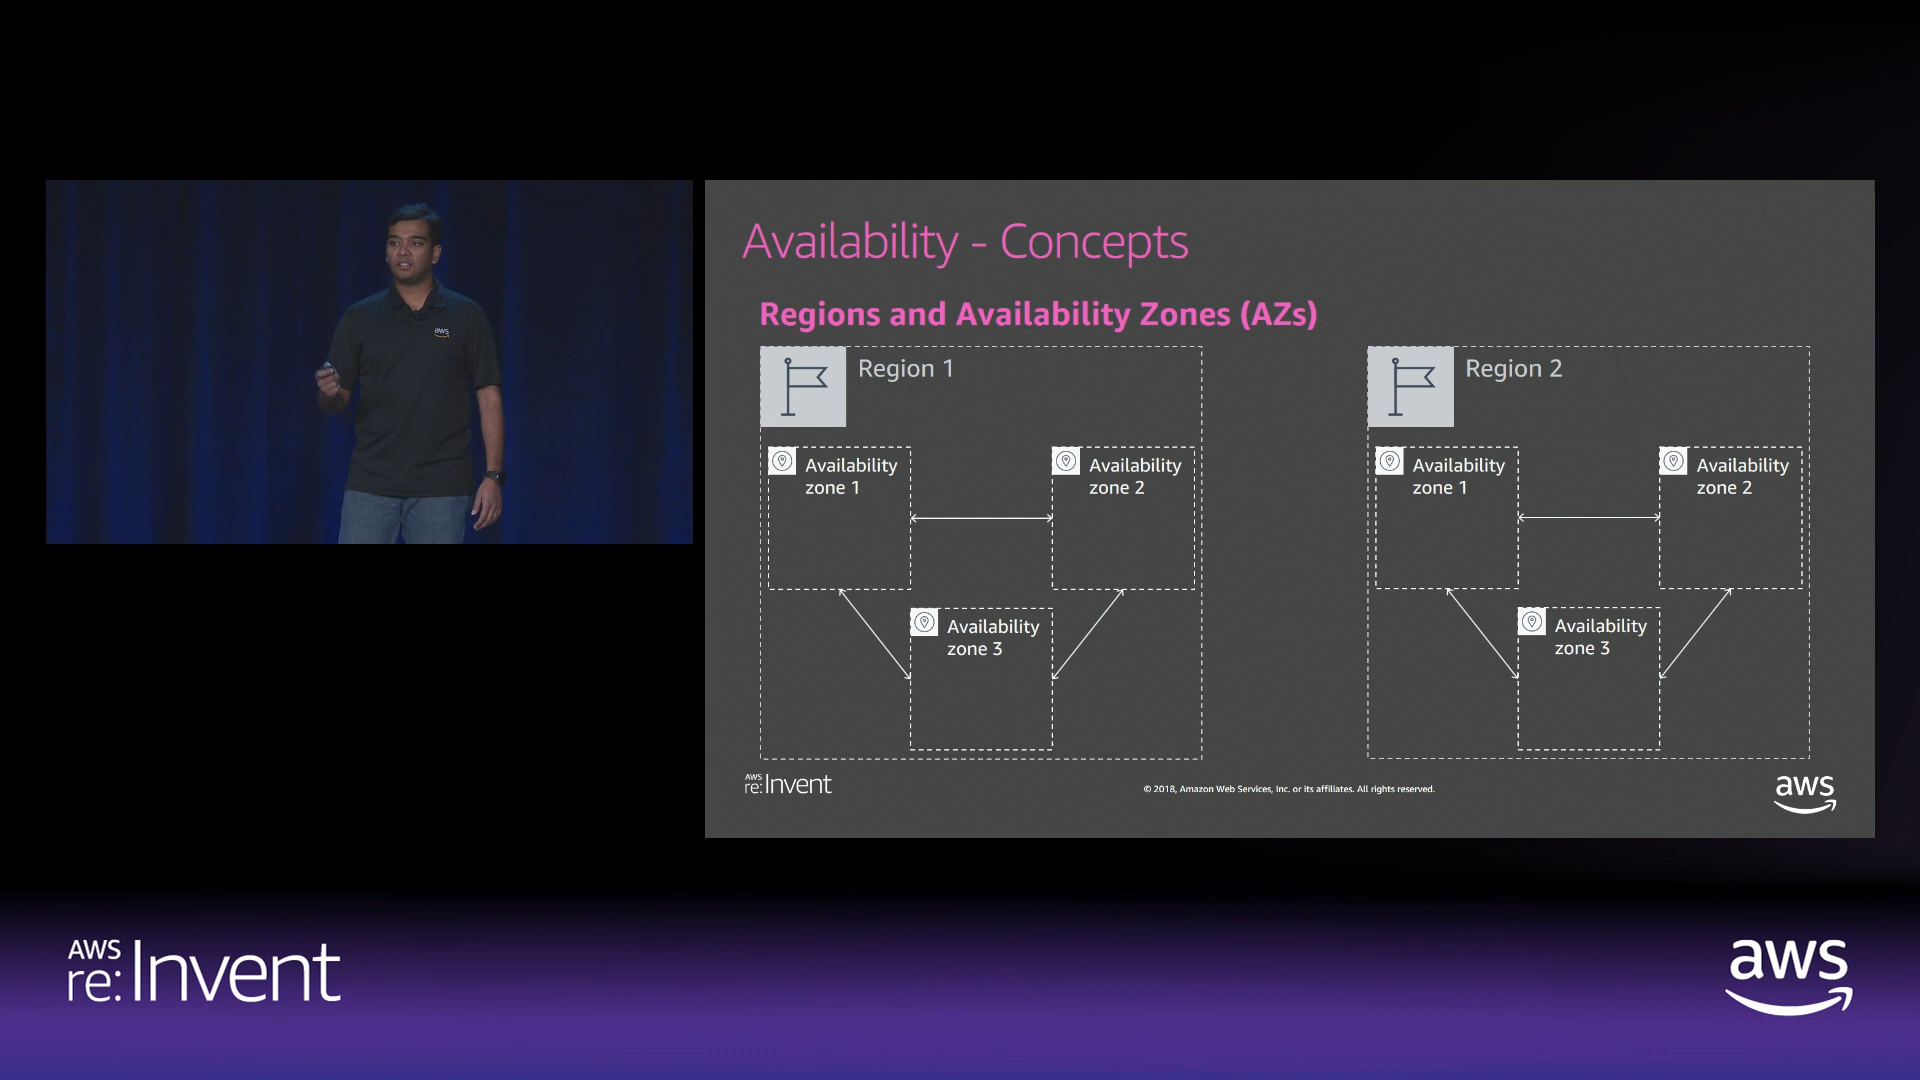 aws
Availability - Concepts
Regions and Availability Zones (AZs)
Region 1
Availability
zone 1
Availability
zone 2
Availability
zone 3
Region 2
Availability
zone 1
Availability
zone 2
Availability
zone 3
AWS
re:Invent
© 2018, Amazon Web Services, Inc. or its affiliates. All rights reserved.
aws
AWS
re:Invent
aws